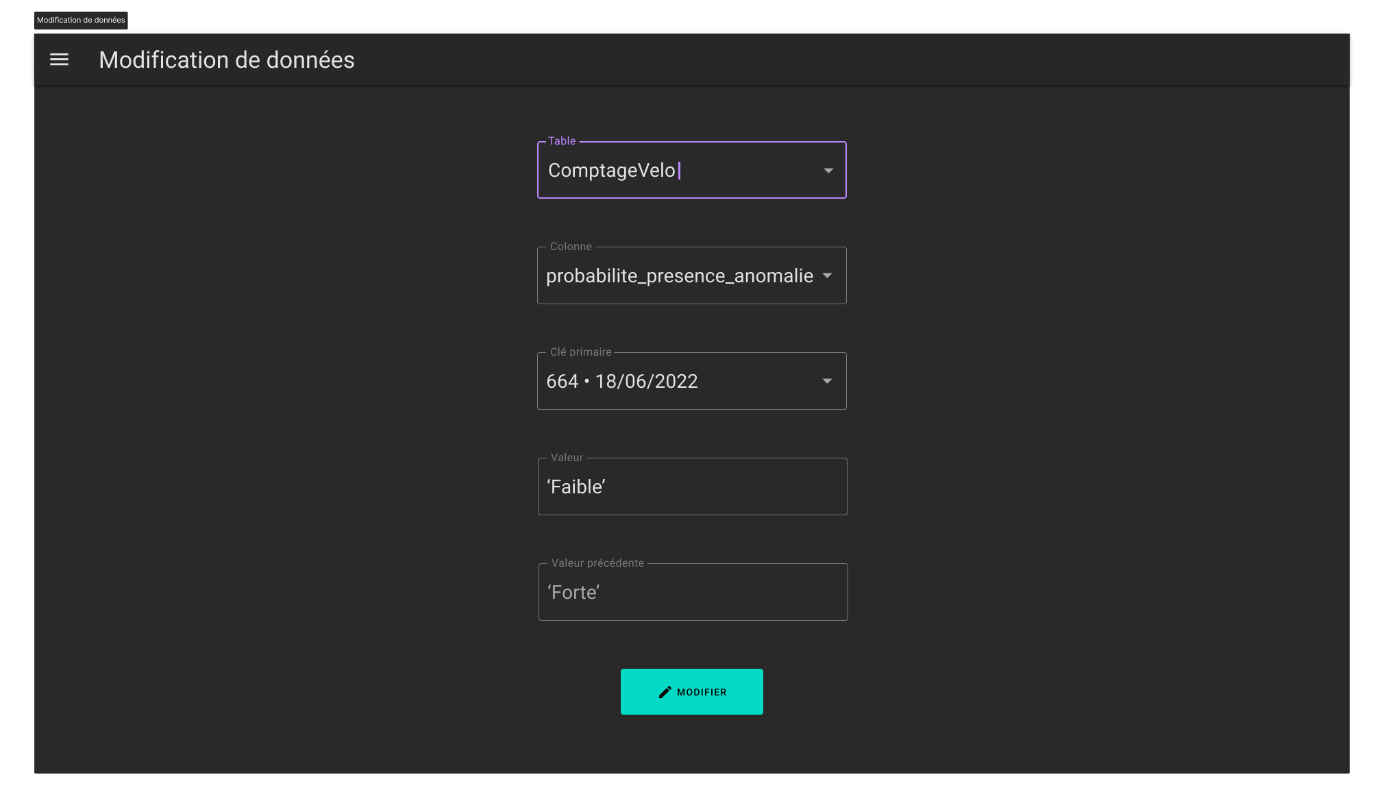 Modification de données
Modification de données
Table
ComptageVelo
Colonne
probabilite_presence_anomalie
Clé primaire
664 • 18/06/2022
Valeur
‘Faible’
Valeur précédente
‘Forte’
MODIFIER